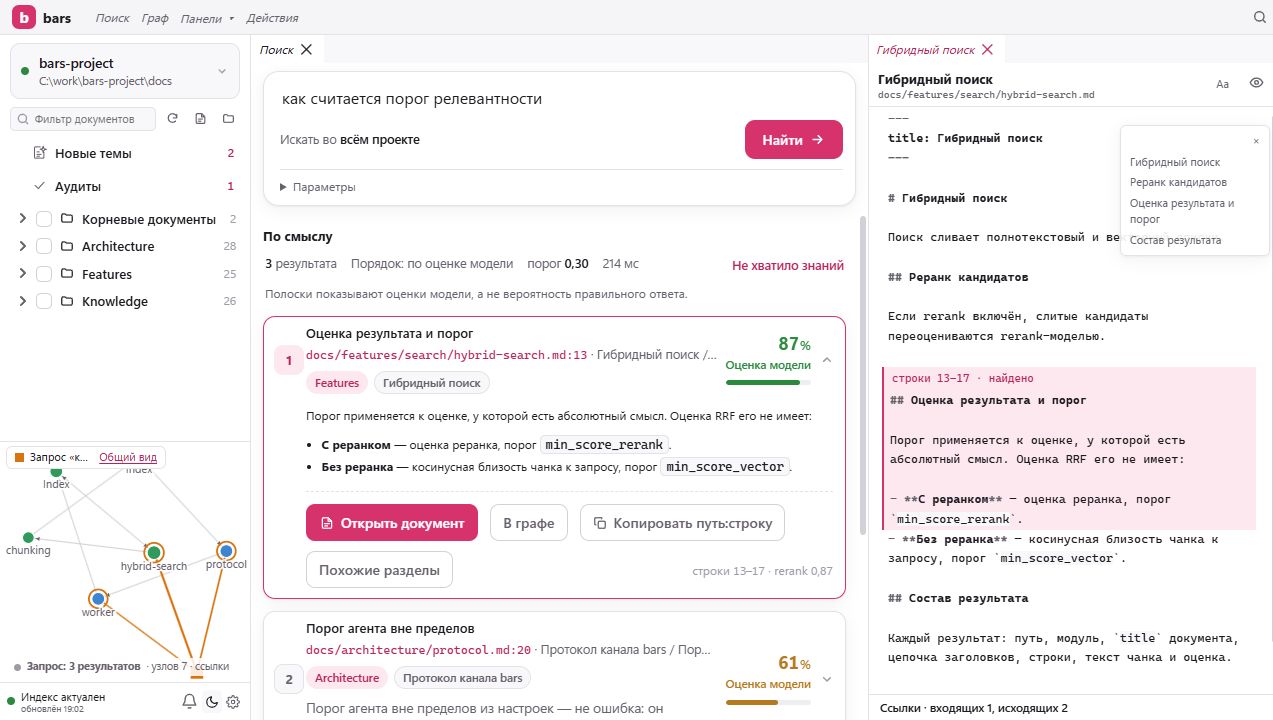 b bars Поиск Граф Панели Действия
bars-project
C:\work\bars-project\docs
Фильтр документов
Новые темы 2
Аудиты 1
Корневые документы 2
Architecture 28
Features 25
Knowledge 26
Запрос «к... Общий вид
index
Index
chunking
hybrid-search
protocol
worker
Запрос: 3 результатов · узлов 7 · ссылки
Индекс актуален
обновлён 19:02
Поиск
как считается порог релевантности
Искать во всём проекте
Найти →
Параметры
По смыслу
3 результата Порядок: по оценке модели порог 0,30 214 мс Не хватило знаний
Полоски показывают оценки модели, а не вероятность правильного ответа.
1
Оценка результата и порог
docs/features/search/hybrid-search.md:13 · Гибридный поиск /...
Features Гибридный поиск
87%
Оценка модели
Порог применяется к оценке, у которой есть абсолютный смысл. Оценка RRF его не имеет:
• С реранком — оценка реранка, порог min_score_rerank.
• Без реранка — косинусная близость чанка к запросу, порог min_score_vector.
Открыть документ В графе Копировать путь:строку
Похожие разделы
строки 13–17 · rerank 0,87
2
Порог агента вне пределов
docs/architecture/protocol.md:20 · Протокол канала bars / Пор...
Architecture Протокол канала bars
61%
Оценка модели
Порог агента вне пределов из настроек — не ошибка: он
Гибридный поиск
Гибридный поиск
docs/features/search/hybrid-search.md
Aa
---
title: Гибридный поиск
---
# Гибридный поиск
Поиск сливает полнотекстовый и
## Реранк кандидатов
Если rerank включён, слитые кандидаты
переоцениваются rerank-моделью.
строки 13–17 · найдено
## Оценка результата и порог
Порог применяется к оценке, у которой есть
абсолютный смысл. Оценка RRF его не имеет:
- **С реранком** — оценка реранка, порог
`min_score_rerank`.
- **Без реранка** — косинусная близость чанка к
запросу, порог `min_score_vector`.
## Состав результата
Каждый результат: путь, модуль, `title` документа,
цепочка заголовков, строки, текст чанка и оценка.
×
Гибридный поиск
Реранк кандидатов
Оценка результата и
порог
Состав результата
Ссылки · входящих 1, исходящих 2